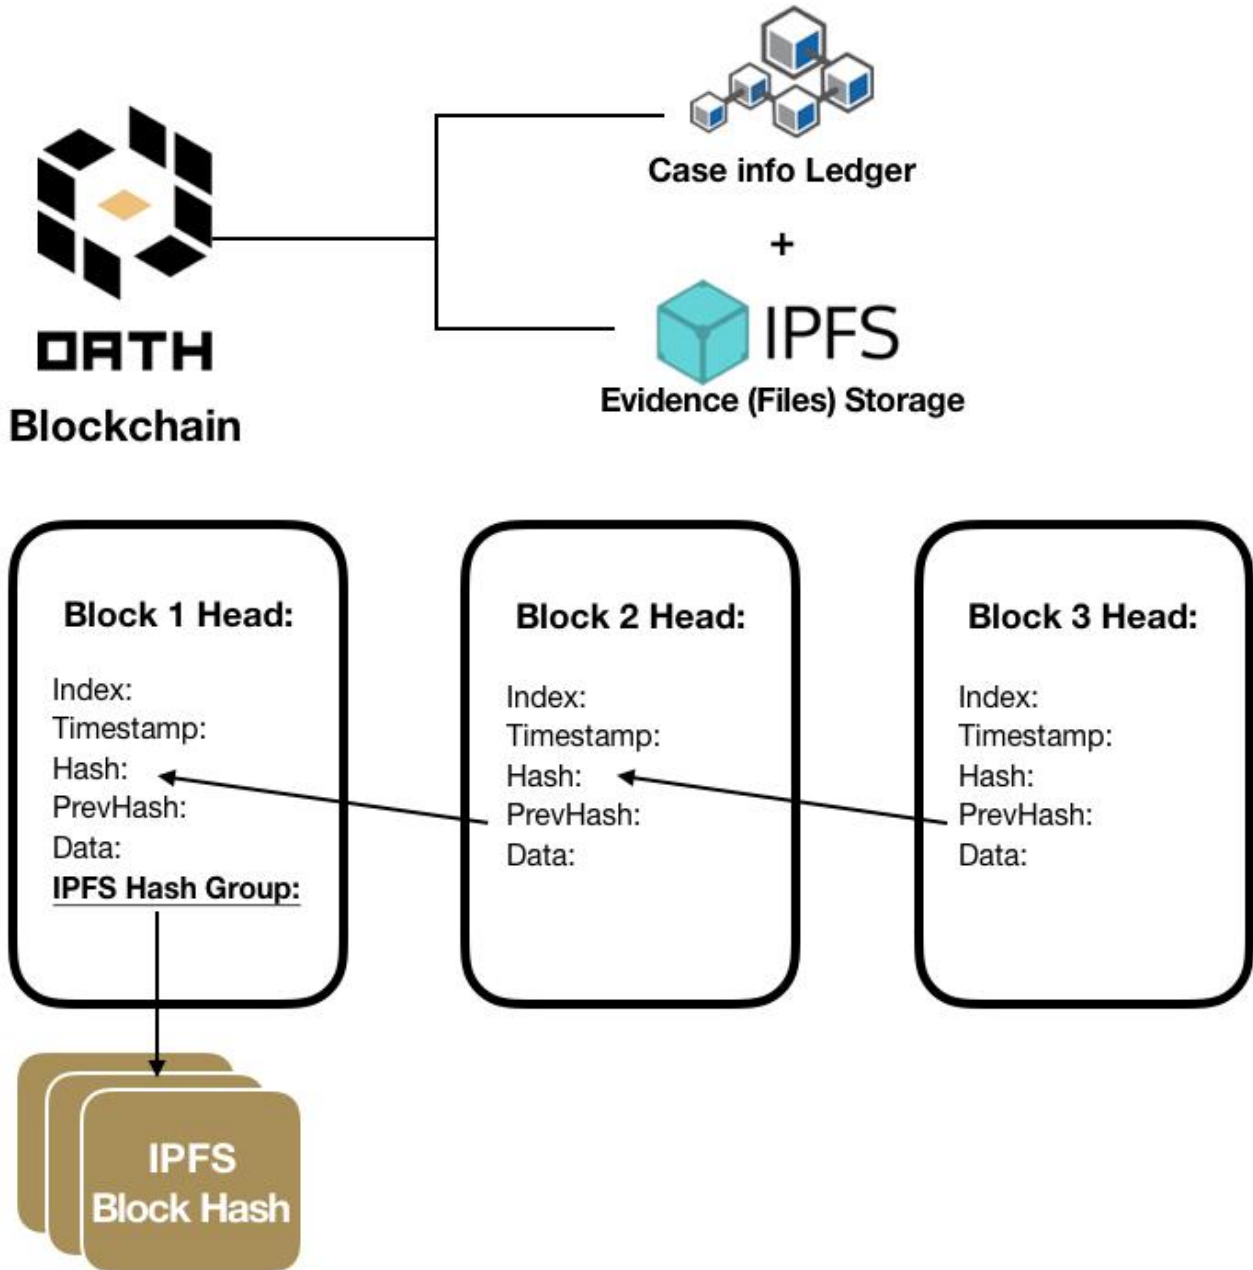 OATH
Blockchain
Case info Ledger
+
IPFS
Evidence (Files) Storage
Block 1 Head:
Index:
Timestamp:
Hash:
PrevHash:
Data:
IPFS Hash Group:
Block 2 Head:
Index:
Timestamp:
Hash:
PrevHash:
Data:
Block 3 Head:
Index:
Timestamp:
Hash:
PrevHash:
Data:
IPFS
Block Hash